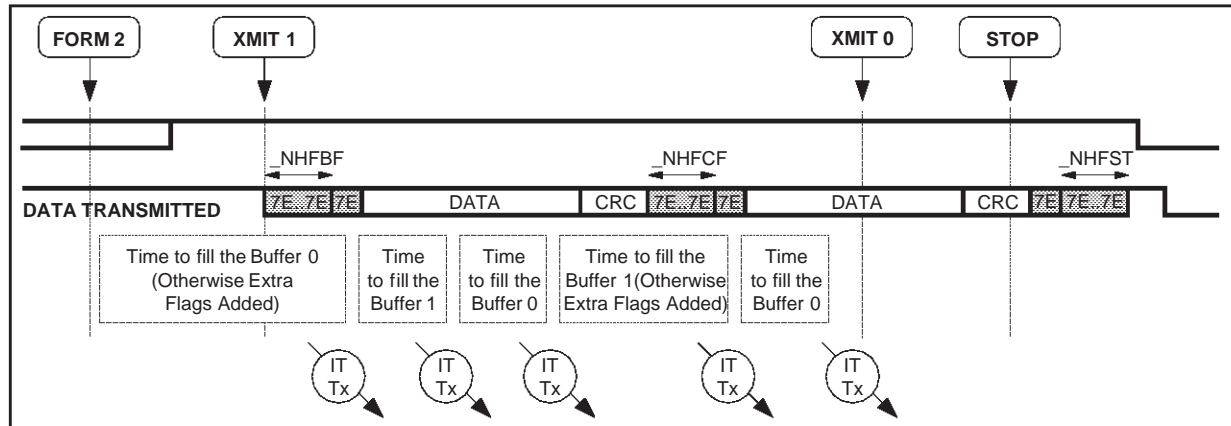 FORM 2
XMIT 1
XMIT 0
STOP
_NHFBF
_NHFCF
_NHFST
DATA TRANSMITTED
7E..7E 7E DATA CRC 7E..7E 7E DATA CRC 7E 7E..7E
Time to fill the Buffer 0
(Otherwise Extra
Flags Added)
Time
to fill the
Buffer 1
Time
to fill the
Buffer 0
Time to fill the
Buffer 1(Otherwise
Extra Flags Added)
Time
to fill the
Buffer 0
IT
Tx
IT
Tx
IT
Tx
IT
Tx
IT
Tx